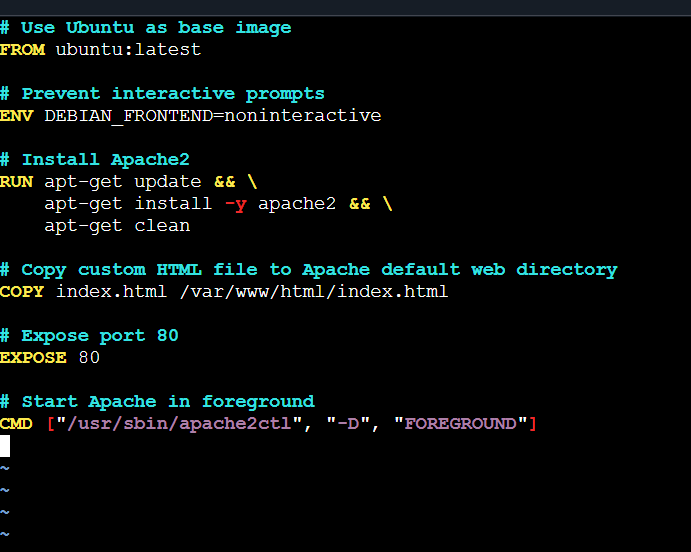 # Use Ubuntu as base image
FROM ubuntu:latest

# Prevent interactive prompts
ENV DEBIAN_FRONTEND=noninteractive

# Install Apache2
RUN apt-get update && \
    apt-get install -y apache2 && \
    apt-get clean

# Copy custom HTML file to Apache default web directory
COPY index.html /var/www/html/index.html

# Expose port 80
EXPOSE 80

# Start Apache in foreground
CMD ["/usr/sbin/apache2ctl", "-D", "FOREGROUND"]

~
~
~
~